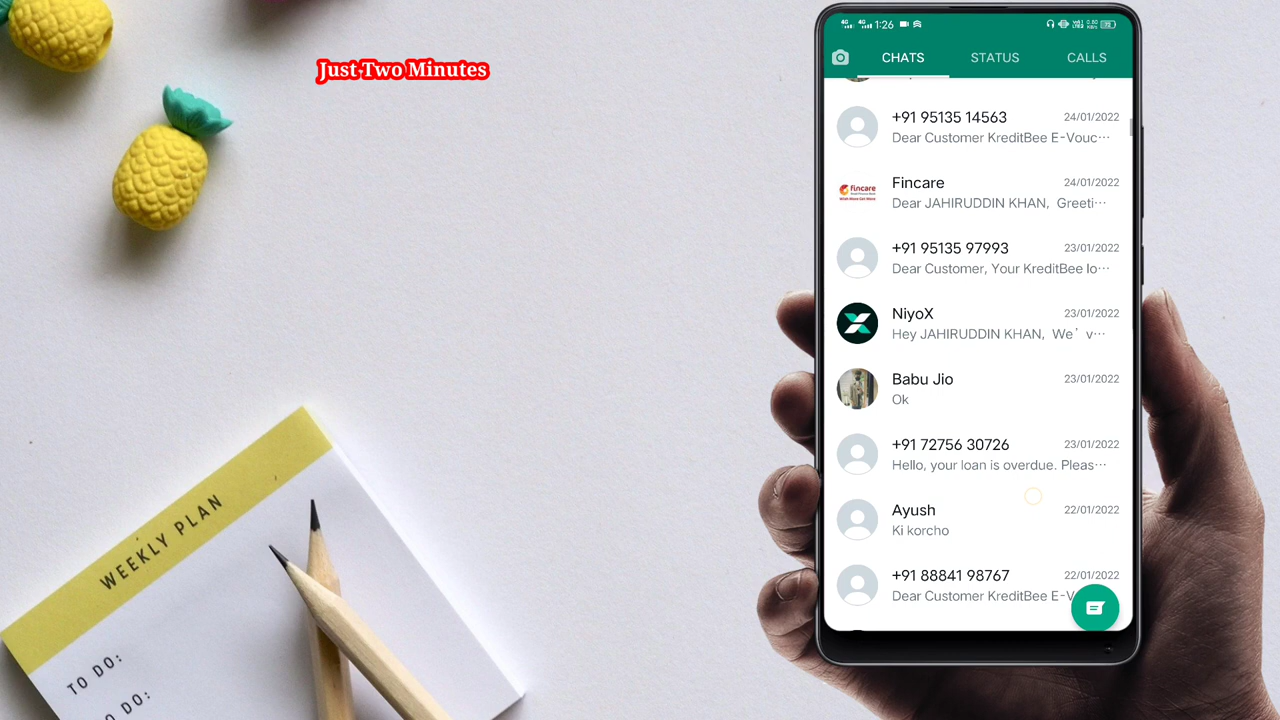 Just Two Minutes
WEEKLY PLAN
TO DO:
O DO:
1:26
CHATS STATUS CALLS
+91 95135 14563 24/01/2022
Dear Customer KreditBee E-Vouc···
fincare
Fincare 24/01/2022
Dear JAHIRUDDIN KHAN, Greeti···
+91 95135 97993 23/01/2022
Dear Customer, Your KreditBee lo···
NiyoX 23/01/2022
Hey JAHIRUDDIN KHAN, We' v···
Babu Jio 23/01/2022
Ok
+91 72756 30726 23/01/2022
Hello, your loan is overdue. Pleas···
Ayush 22/01/2022
Ki korcho
+91 88841 98767 22/01/2022
Dear Customer KreditBee E-V